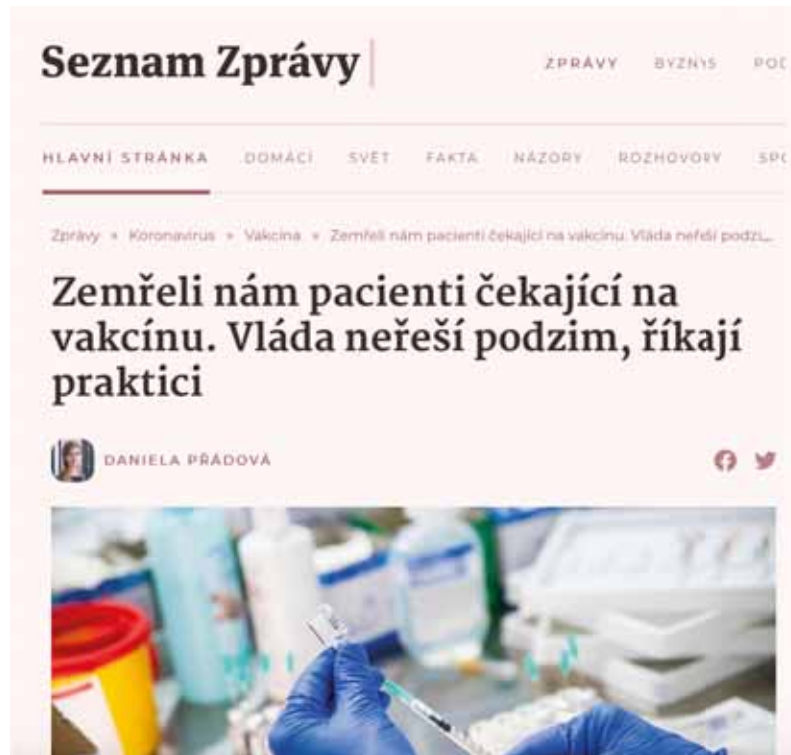 Seznam Zprávy
ZPRÁVY BYZNYS
HLAVNÍ STRÁNKA DOMÁCÍ SVĚT FAKTA NÁZORY ROZHOVORY
Zprávy » Koronavirus » Vakcína » Zemřeli nám pacienti čekající na vakcínu. Vláda neřeší podzi...
Zemřeli nám pacienti čekající na
vakcínu. Vláda neřeší podzim, říkají
praktici
DANIELA PŘÁDOVÁ